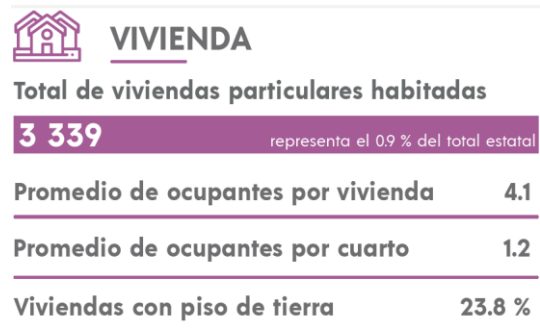 VIVIENDA
Total de viviendas particulares habitadas
3 339 representa el 0.9 % del total estatal
Promedio de ocupantes por vivienda 4.1
Promedio de ocupantes por cuarto 1.2
Viviendas con piso de tierra 23.8 %